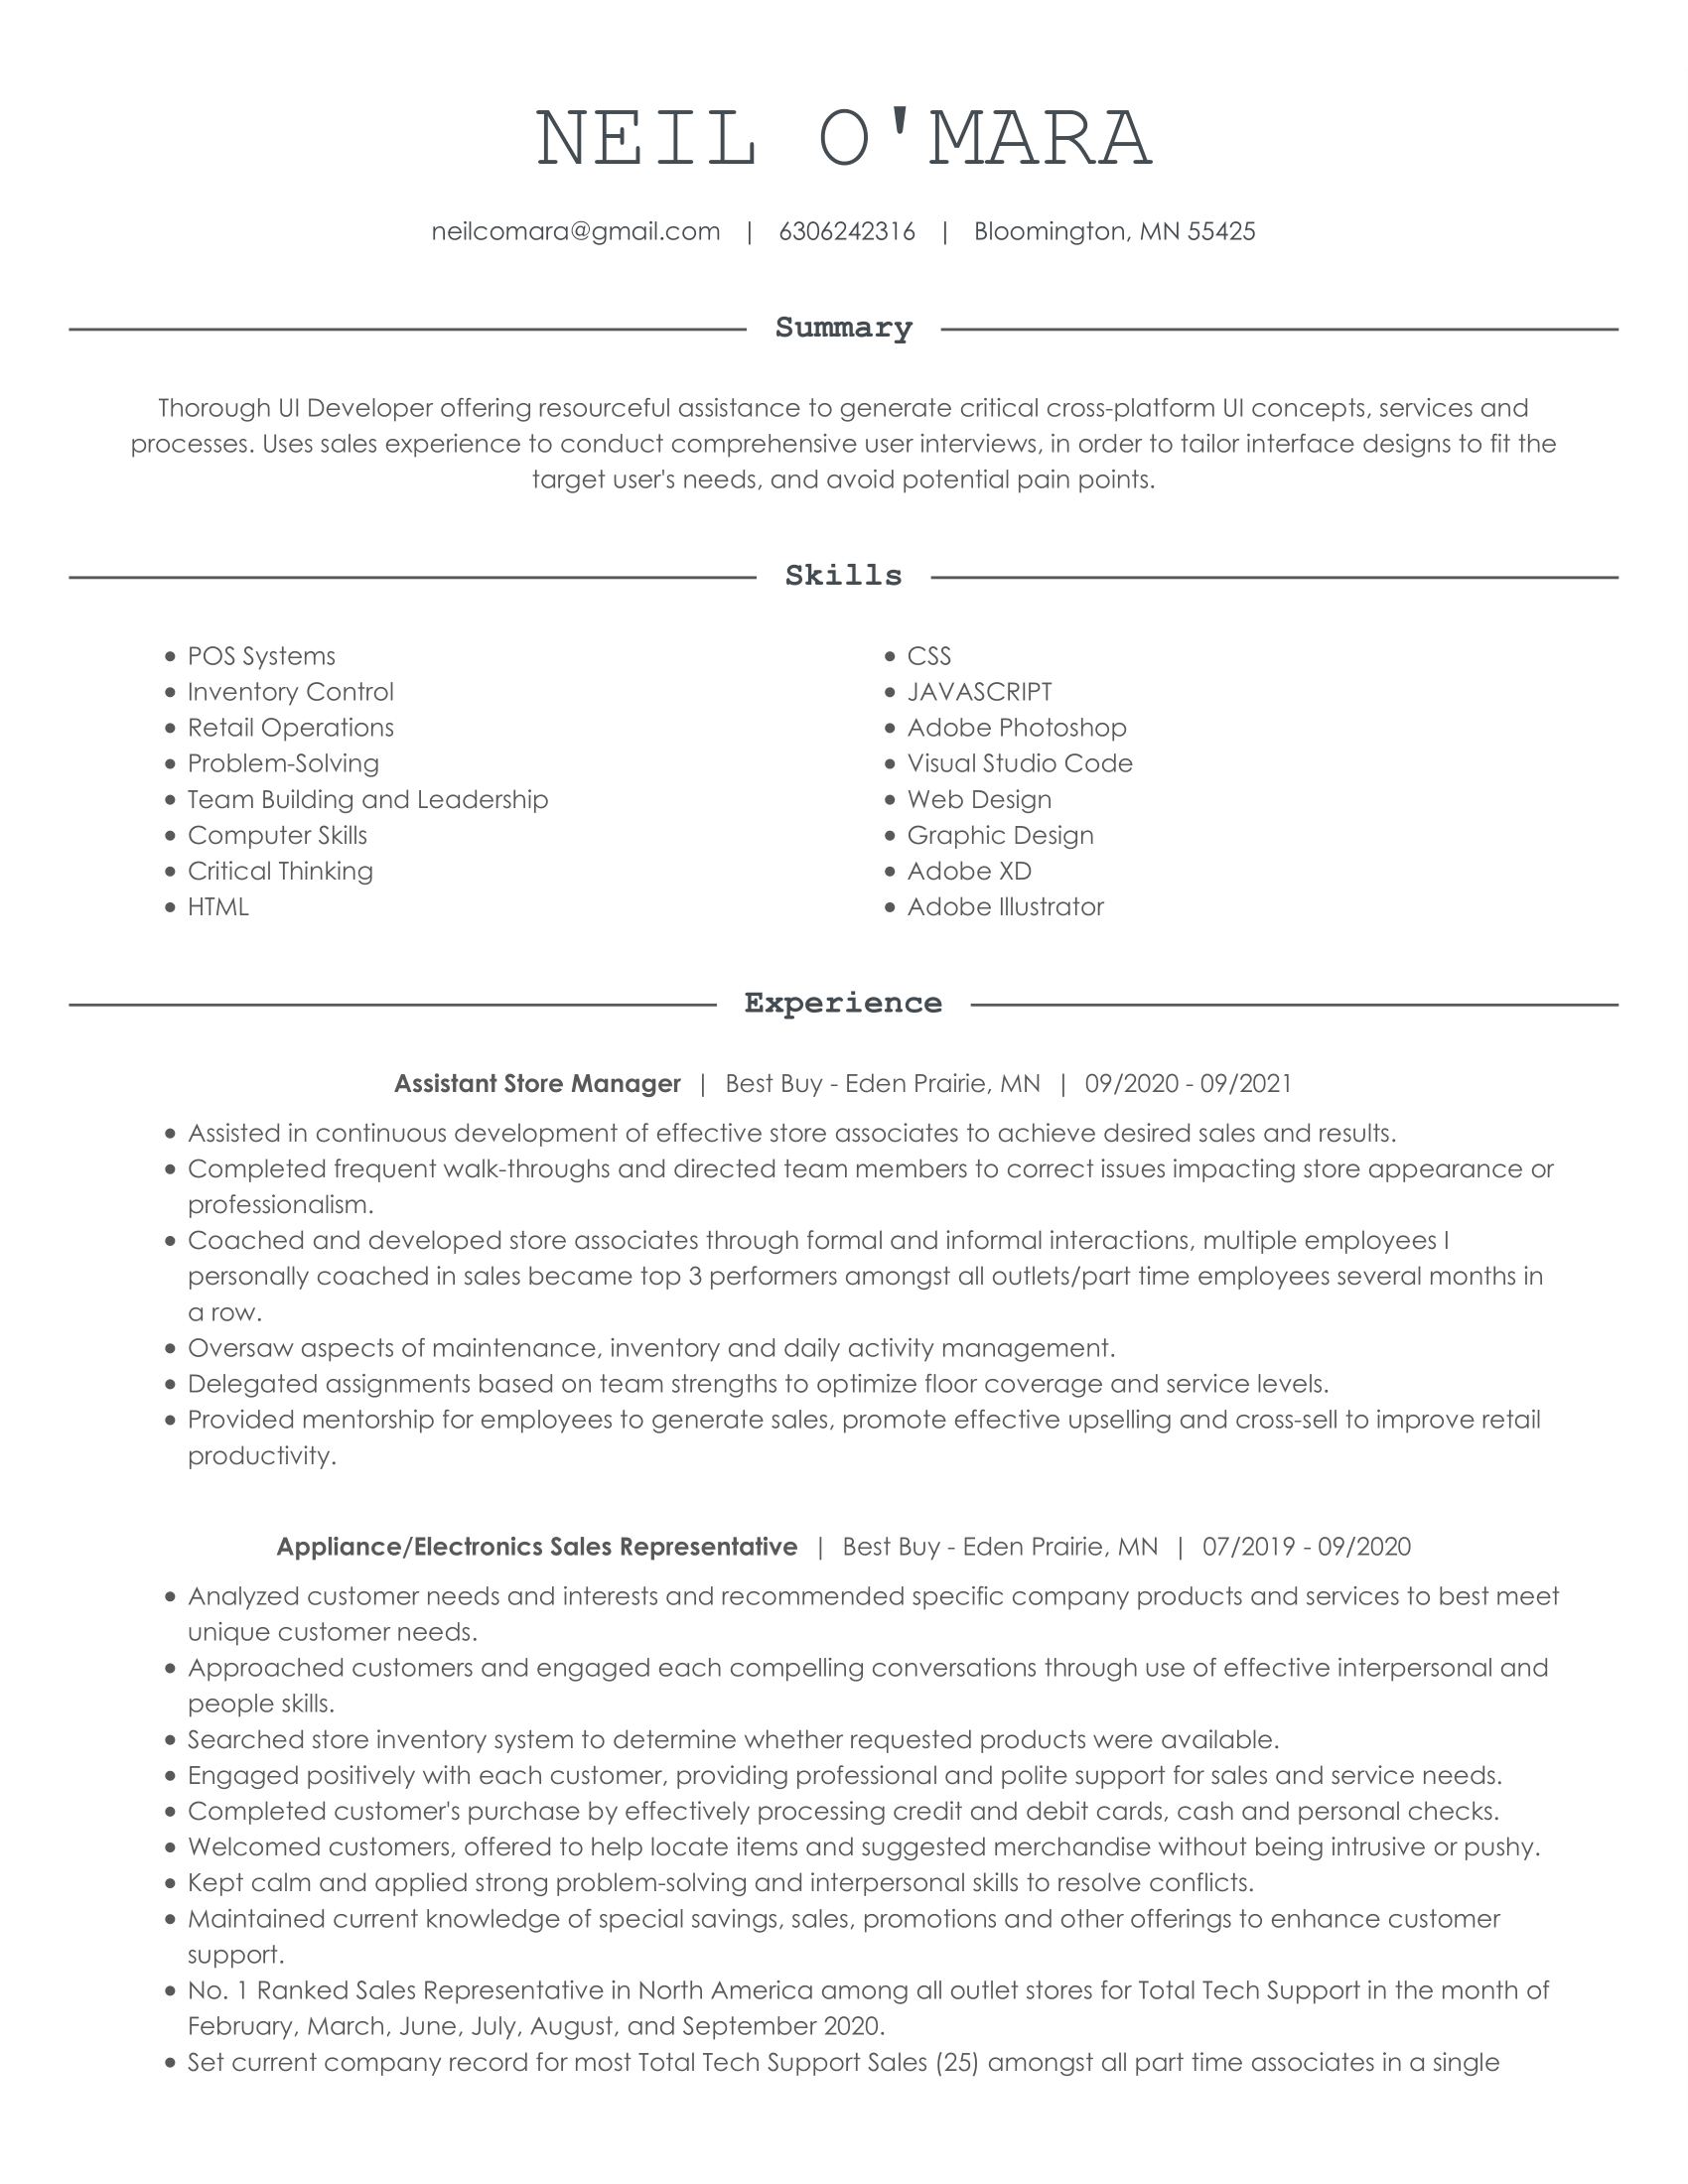 NEIL O'MARA
neilcomara@gmail.com | 6306242316 | Bloomington, MN 55425
Summary
Thorough UI Developer offering resourceful assistance to generate critical cross-platform UI concepts, services and
processes. Uses sales experience to conduct comprehensive user interviews, in order to tailor interface designs to fit the
target user's needs, and avoid potential pain points.
Skills
• POS Systems
• Inventory Control
• Retail Operations
• Problem-Solving
• Team Building and Leadership
• Computer Skills
• Critical Thinking
• HTML
• CSS
• JAVASCRIPT
• Adobe Photoshop
• Visual Studio Code
• Web Design
• Graphic Design
• Adobe XD
• Adobe Illustrator
Experience
Assistant Store Manager | Best Buy - Eden Prairie, MN | 09/2020 - 09/2021
• Assisted in continuous development of effective store associates to achieve desired sales and results.
• Completed frequent walk-throughs and directed team members to correct issues impacting store appearance or
professionalism.
• Coached and developed store associates through formal and informal interactions, multiple employees I
personally coached in sales became top 3 performers amongst all outlets/part time employees several months in
a row.
• Oversaw aspects of maintenance, inventory and daily activity management.
• Delegated assignments based on team strengths to optimize floor coverage and service levels.
• Provided mentorship for employees to generate sales, promote effective upselling and cross-sell to improve retail
productivity.
Appliance/Electronics Sales Representative | Best Buy - Eden Prairie, MN | 07/2019 - 09/2020
• Analyzed customer needs and interests and recommended specific company products and services to best meet
unique customer needs.
• Approached customers and engaged each compelling conversations through use of effective interpersonal and
people skills.
• Searched store inventory system to determine whether requested products were available.
• Engaged positively with each customer, providing professional and polite support for sales and service needs.
• Completed customer's purchase by effectively processing credit and debit cards, cash and personal checks.
• Welcomed customers, offered to help locate items and suggested merchandise without being intrusive or pushy.
• Kept calm and applied strong problem-solving and interpersonal skills to resolve conflicts.
• Maintained current knowledge of special savings, sales, promotions and other offerings to enhance customer
support.
• No. 1 Ranked Sales Representative in North America among all outlet stores for Total Tech Support in the month of
February, March, June, July, August, and September 2020.
• Set current company record for most Total Tech Support Sales (25) amongst all part time associates in a single